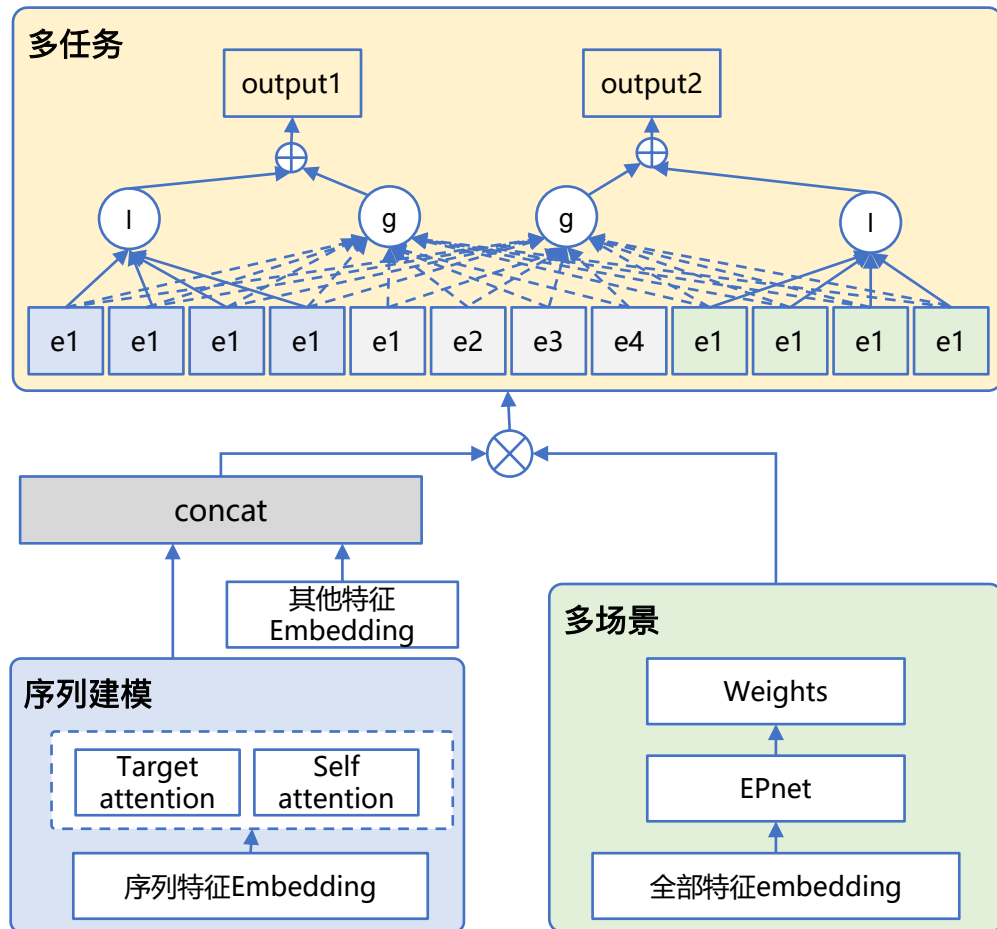 多任务
output1
output2
l
g
g
l
e1
e1
e1
e1
e1
e2
e3
e4
e1
e1
e1
e1
concat
其他特征
Embedding
多场景
序列建模
Weights
Target
attention
Self
attention
EPnet
序列特征Embedding
全部特征embedding